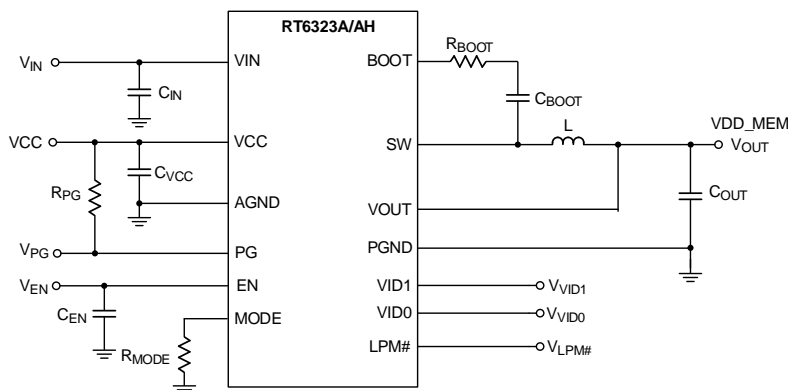 RT6323A/AH
VIN
VIN
CIN
VCC
VCC
CVCC
RPG
AGND
VPG
PG
VEN
EN
CEN
MODE
RMODE
BOOT
RBOOT
CBOOT
SW
L
VDD_MEM
VOUT
VOUT
COUT
PGND
VID1
VVID1
VID0
VVID0
LPM#
VLPM#